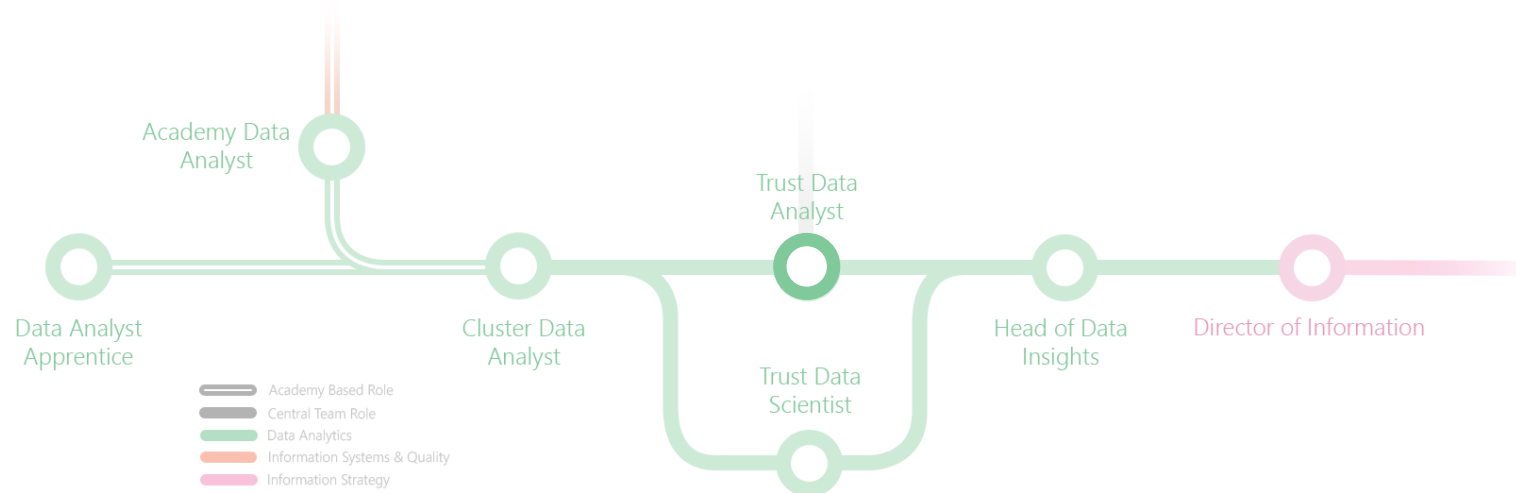 Academy Data
Analyst
Trust Data
Analyst
Data Analyst
Apprentice
Cluster Data
Analyst
Head of Data
Insights
Director of Information
Trust Data
Scientist
Academy Based Role
Central Team Role
Data Analytics
Information Systems & Quality
Information Strategy